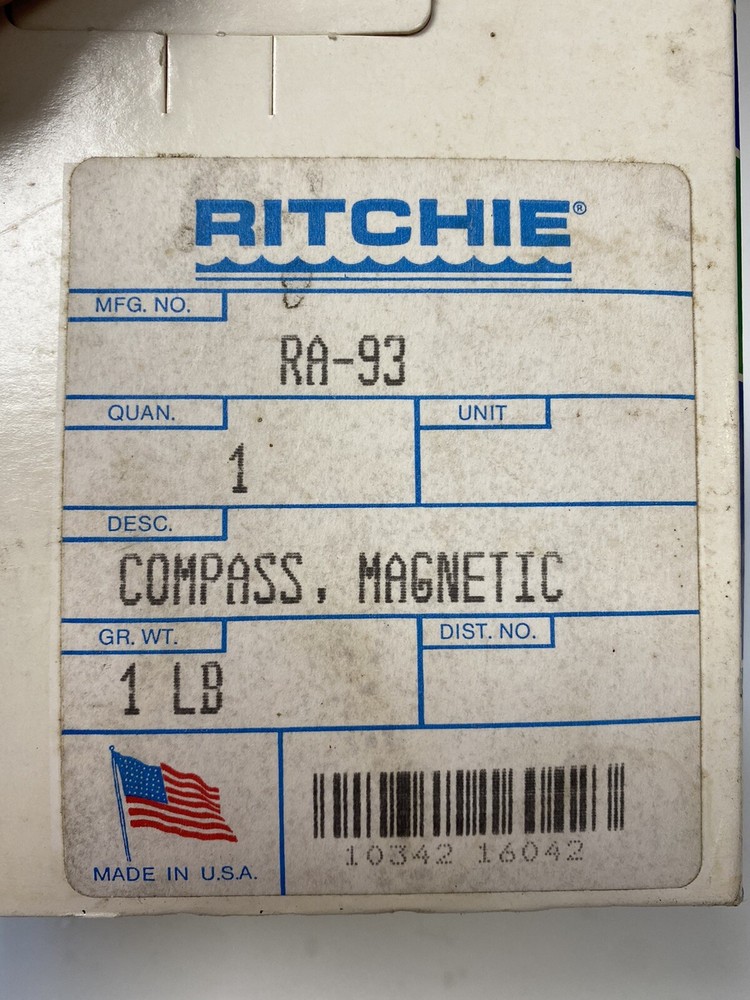 RITCHIE®
MFG. NO.
RA-93
QUAN.
UNIT
1
DESC.
COMPASS, MAGNETIC
GR. WT.
DIST. NO.
1 LB
10342 16042
MADE IN U.S.A.